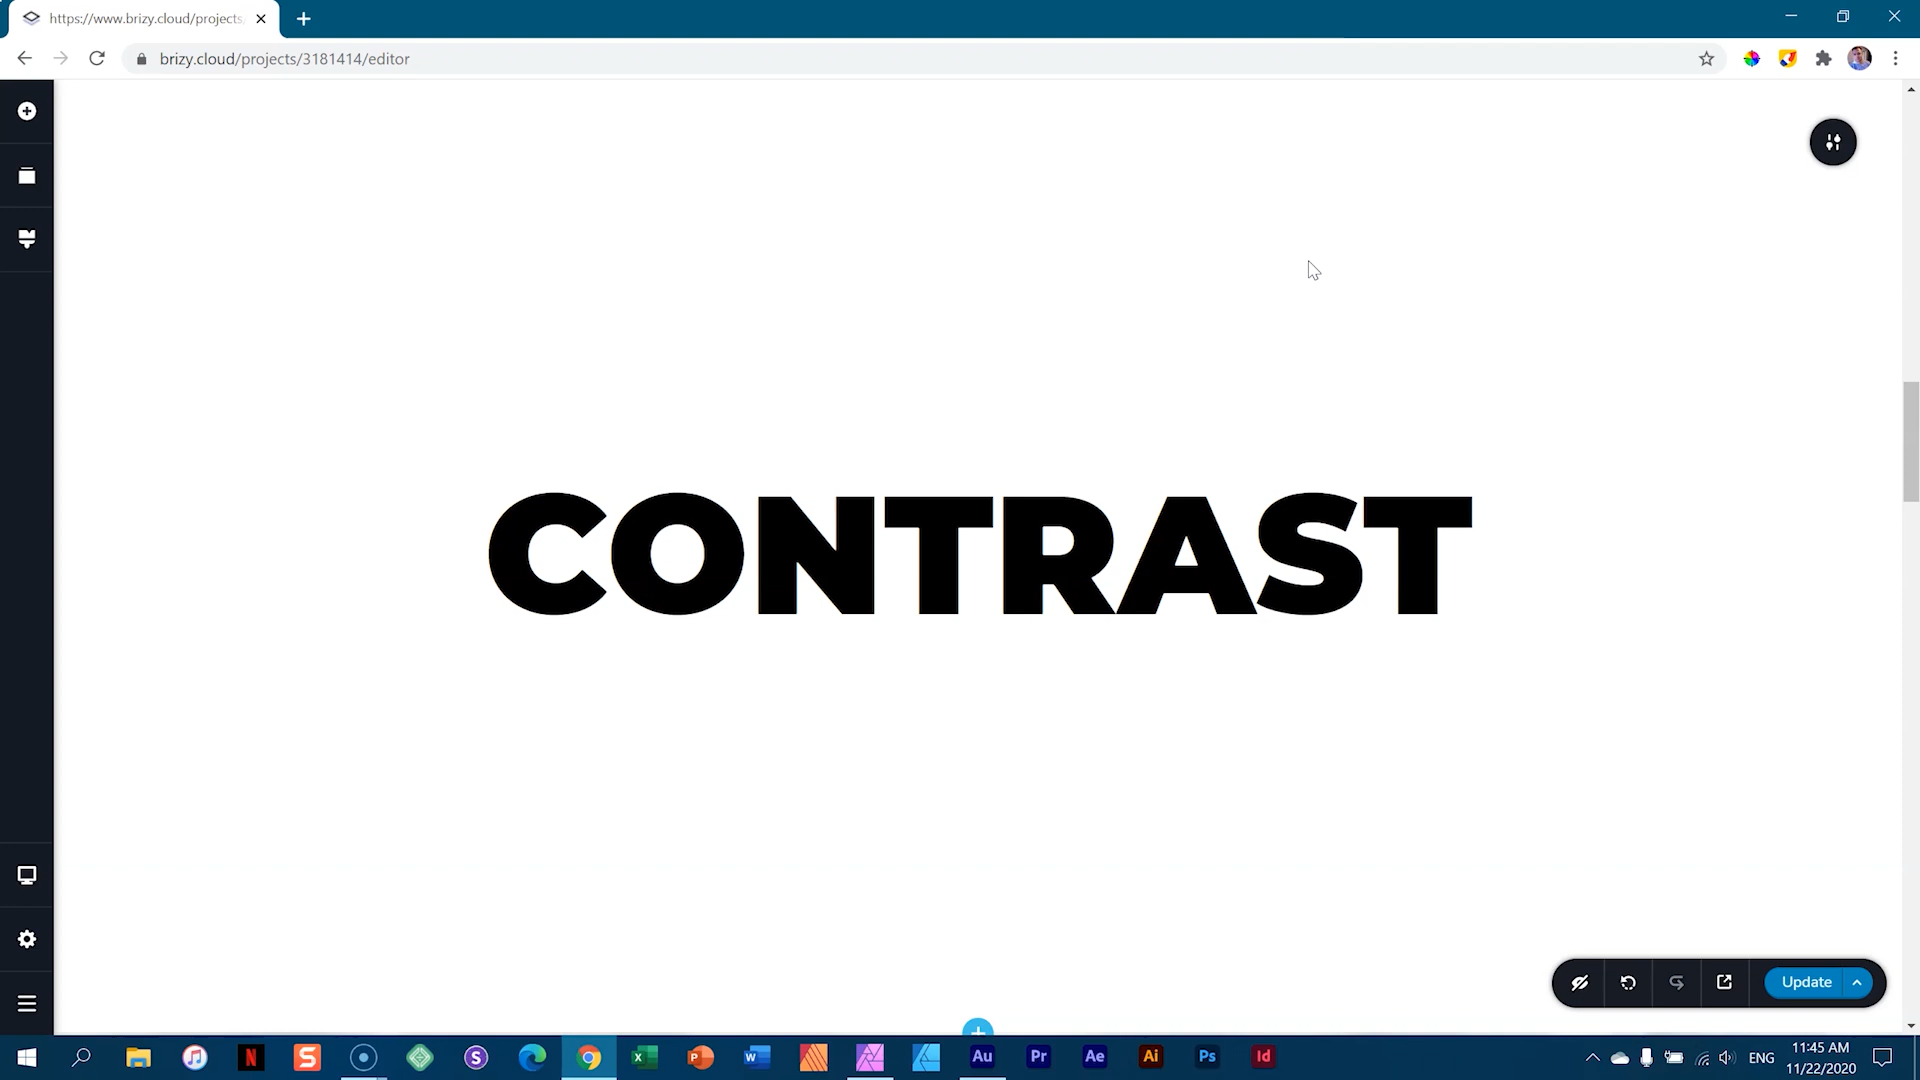 https://www.brizy.cloud/projects
brizy.cloud/projects/3181414/editor
CONTRAST
Update
N
S
S
X
P
W
Au
Pr
Ae
Ai
Ps
Id
ENG
11:45 AM
11/22/2020